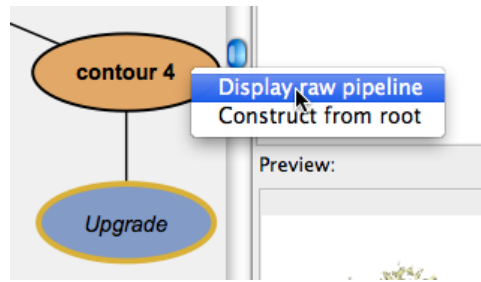 contour 4
Display raw pipeline
Construct from root
Preview:
Upgrade